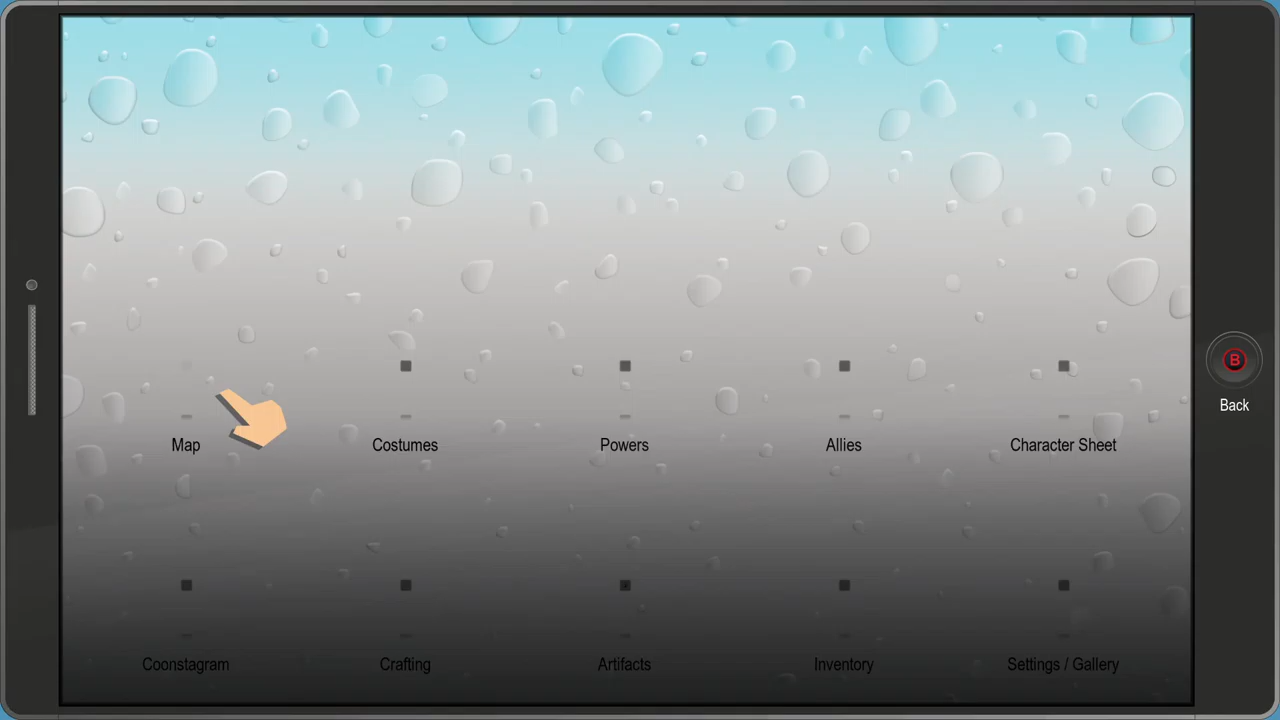 Map
Costumes
Powers
Allies
Character Sheet
B
Back
Coonstagram
Crafting
Artifacts
Inventory
Settings / Gallery